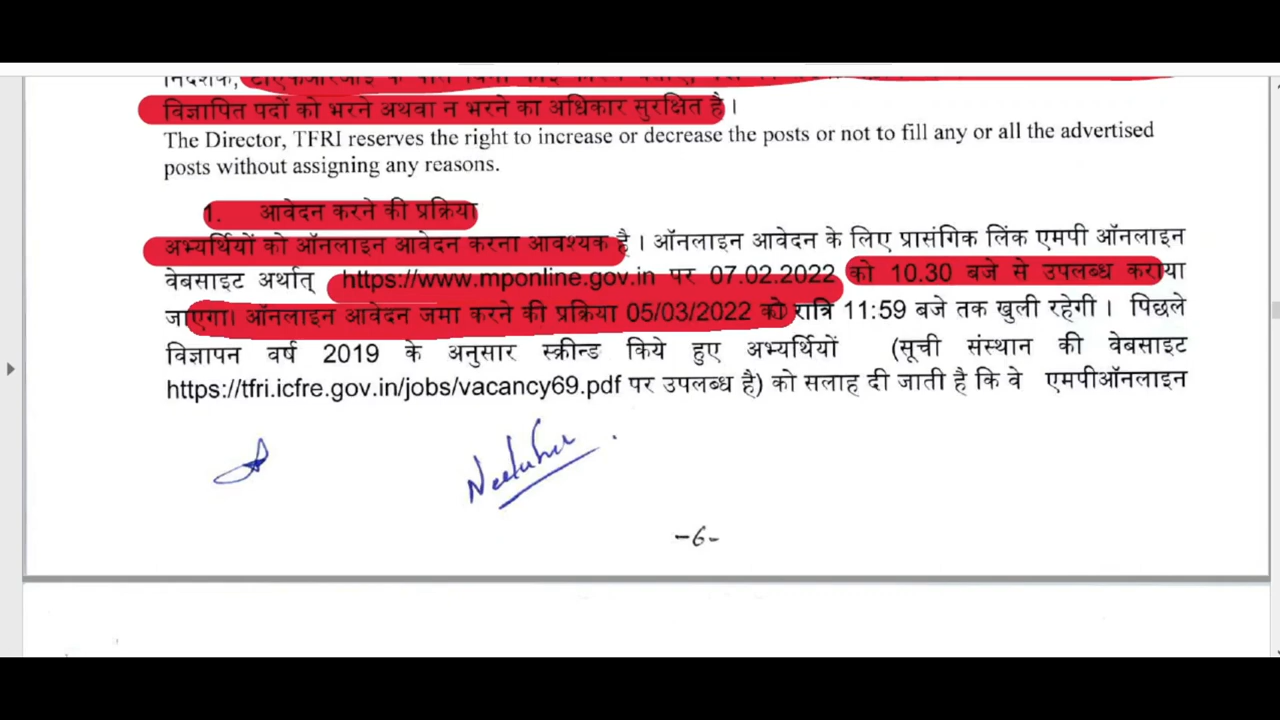 निदेशक,
विज्ञापित पदों को भरने अथवा न भरने का अधिकार सुरक्षित है ।
The Director, TFRI reserves the right to increase or decrease the posts or not to fill any or all the advertised
posts without assigning any reasons.
1. आवेदन करने की प्रक्रिया
अभ्यर्थियों को ऑनलाइन आवेदन करना आवश्यक है । ऑनलाइन आवेदन के लिए प्रासंगिक लिंक एमपी ऑनलाइन
वेबसाइट अर्थात् https://www.mponline.gov.in पर 07.02.2022 को 10.30 बजे से उपलब्ध कराया
जाएगा। ऑनलाइन आवेदन जमा करने की प्रक्रिया 05/03/2022 को रात्रि 11:59 बजे तक खुली रहेगी । पिछले
विज्ञापन वर्ष 2019 के अनुसार स्क्रीन्ड किये हुए अभ्यर्थियों (सूची संस्थान की वेबसाइट
https://tfri.icfre.gov.in/jobs/vacancy69.pdf पर उपलब्ध है) को सलाह दी जाती है कि वे एमपीऑनलाइन
-6-